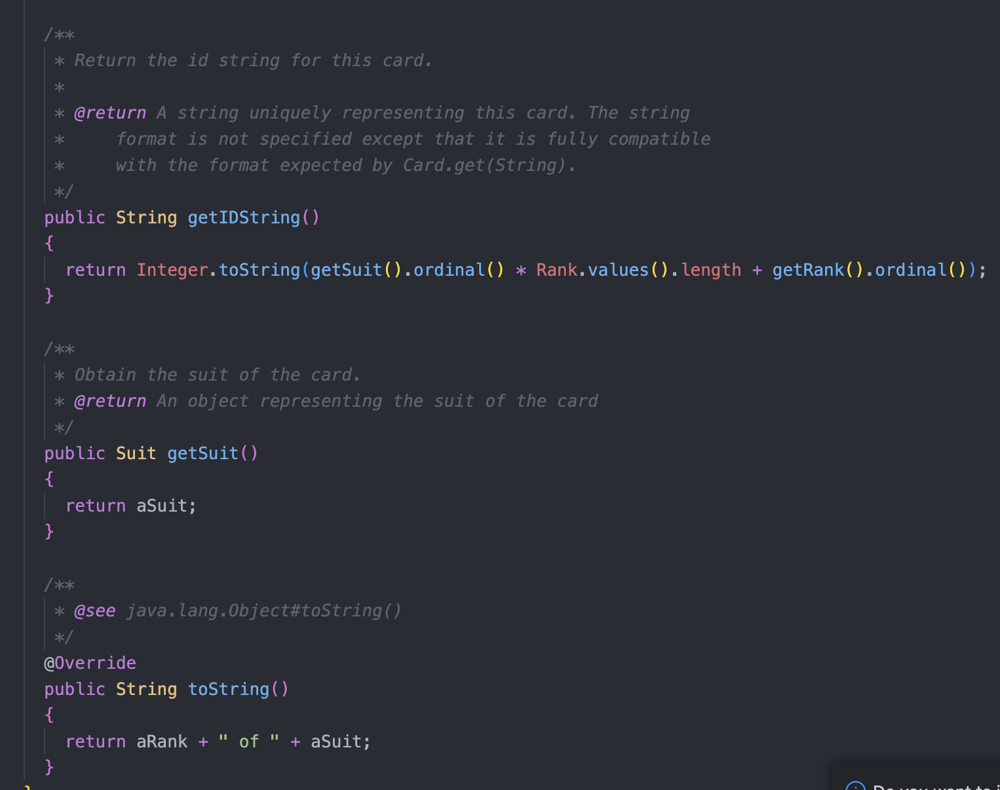 /**
 * Return the id string for this card.
 *
 * @return A string uniquely representing this card. The string
 *     format is not specified except that it is fully compatible
 *     with the format expected by Card.get(String).
 */
public String getIDString()
{
  return Integer.toString(getSuit().ordinal() * Rank.values().length + getRank().ordinal());
}

/**
 * Obtain the suit of the card.
 * @return An object representing the suit of the card
 */
public Suit getSuit()
{
  return aSuit;
}

/**
 * @see java.lang.Object#toString()
 */
@Override
public String toString()
{
  return aRank + " of " + aSuit;
}
}
Do you want to i